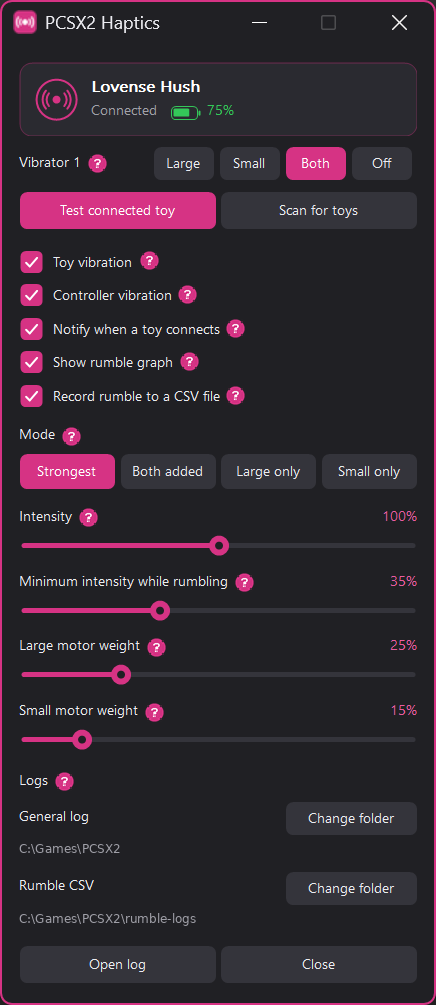 PCSX2 Haptics
Lovense Hush
Connected 75%
Vibrator 1 ? Large Small Both Off
Test connected toy Scan for toys
Toy vibration ?
Controller vibration ?
Notify when a toy connects ?
Show rumble graph ?
Record rumble to a CSV file ?
Mode ?
Strongest Both added Large only Small only
Intensity ? 100%
Minimum intensity while rumbling ? 35%
Large motor weight ? 25%
Small motor weight ? 15%
Logs ?
General log Change folder
C:\Games\PCSX2
Rumble CSV Change folder
C:\Games\PCSX2\rumble-logs
Open log Close